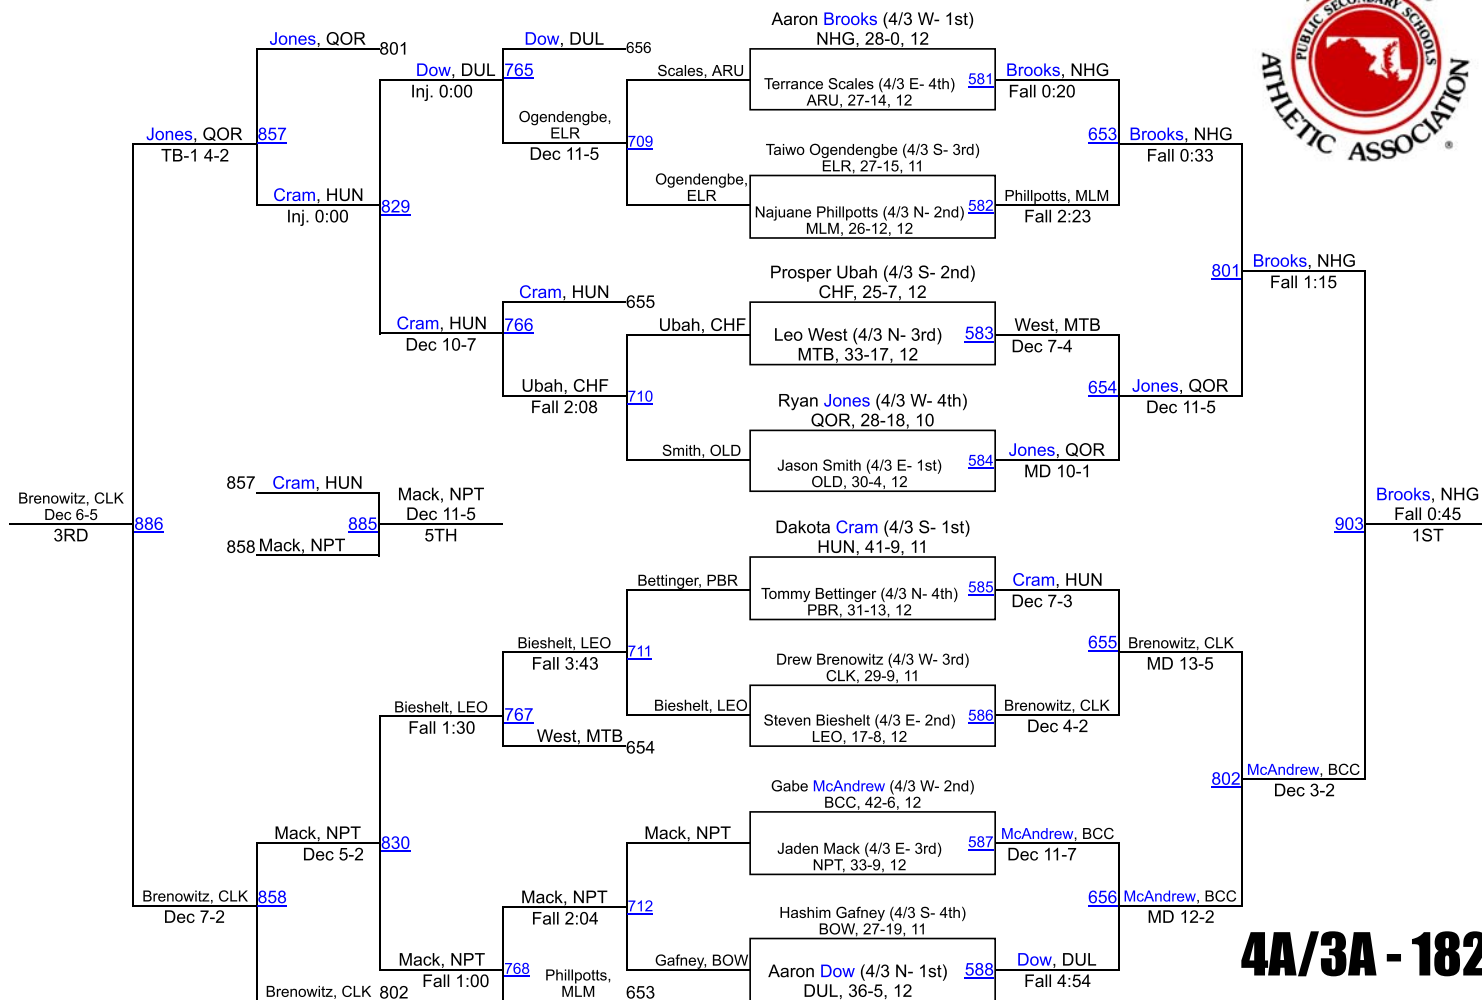 PUBLIC SECONDARY SCHOOLS
ATHLETIC ASSOCIATION
®
Aaron Brooks (4/3 W- 1st)
NHG, 28-0, 12
Terrance Scales (4/3 E- 4th)
ARU, 27-14, 12
581
Taiwo Ogendengbe (4/3 S- 3rd)
ELR, 27-15, 11
Najuane Phillpotts (4/3 N- 2nd)
MLM, 26-12, 12
582
Prosper Ubah (4/3 S- 2nd)
CHF, 25-7, 12
Leo West (4/3 N- 3rd)
MTB, 33-17, 12
583
Ryan Jones (4/3 W- 4th)
QOR, 28-18, 10
Jason Smith (4/3 E- 1st)
OLD, 30-4, 12
584
Dakota Cram (4/3 S- 1st)
HUN, 41-9, 11
Tommy Bettinger (4/3 N- 4th)
PBR, 31-13, 12
585
Drew Brenowitz (4/3 W- 3rd)
CLK, 29-9, 11
Steven Bieshelt (4/3 E- 2nd)
LEO, 17-8, 12
586
Gabe McAndrew (4/3 W- 2nd)
BCC, 42-6, 12
Jaden Mack (4/3 E- 3rd)
NPT, 33-9, 12
587
Hashim Gafney (4/3 S- 4th)
BOW, 27-19, 11
Aaron Dow (4/3 N- 1st)
DUL, 36-5, 12
588
Brooks, NHG
Fall 0:20
Phillpotts, MLM
Fall 2:23
West, MTB
Dec 7-4
Jones, QOR
MD 10-1
Cram, HUN
Dec 7-3
Brenowitz, CLK
Dec 4-2
McAndrew, BCC
Dec 11-7
Dow, DUL
Fall 4:54
653
Brooks, NHG
Fall 0:33
654
Jones, QOR
Dec 11-5
655
Brenowitz, CLK
MD 13-5
656
McAndrew, BCC
MD 12-2
801
Brooks, NHG
Fall 1:15
802
McAndrew, BCC
Dec 3-2
903
Brooks, NHG
Fall 0:45
1ST
Scales, ARU
709
Ogendengbe,
ELR
Ubah, CHF
710
Smith, OLD
Bettinger, PBR
711
Bieshelt, LEO
Mack, NPT
712
Gafney, BOW
Dow, DUL
656
765
Ogendengbe,
ELR
Dec 11-5
Cram, HUN
655
766
Ubah, CHF
Fall 2:08
Bieshelt, LEO
Fall 3:43
767
West, MTB
654
Mack, NPT
Fall 2:04
768
Phillpotts,
MLM
653
Dow, DUL
Inj. 0:00
829
Cram, HUN
Dec 10-7
Bieshelt, LEO
Fall 1:30
830
Mack, NPT
Fall 1:00
Jones, QOR
801
857
Cram, HUN
Inj. 0:00
Mack, NPT
Dec 5-2
858
Brenowitz, CLK
802
Jones, QOR
TB-1 4-2
Brenowitz, CLK
Dec 7-2
Brenowitz, CLK
Dec 6-5
3RD
886
857
Cram, HUN
885
858
Mack, NPT
Mack, NPT
Dec 11-5
5TH
4A/3A - 182